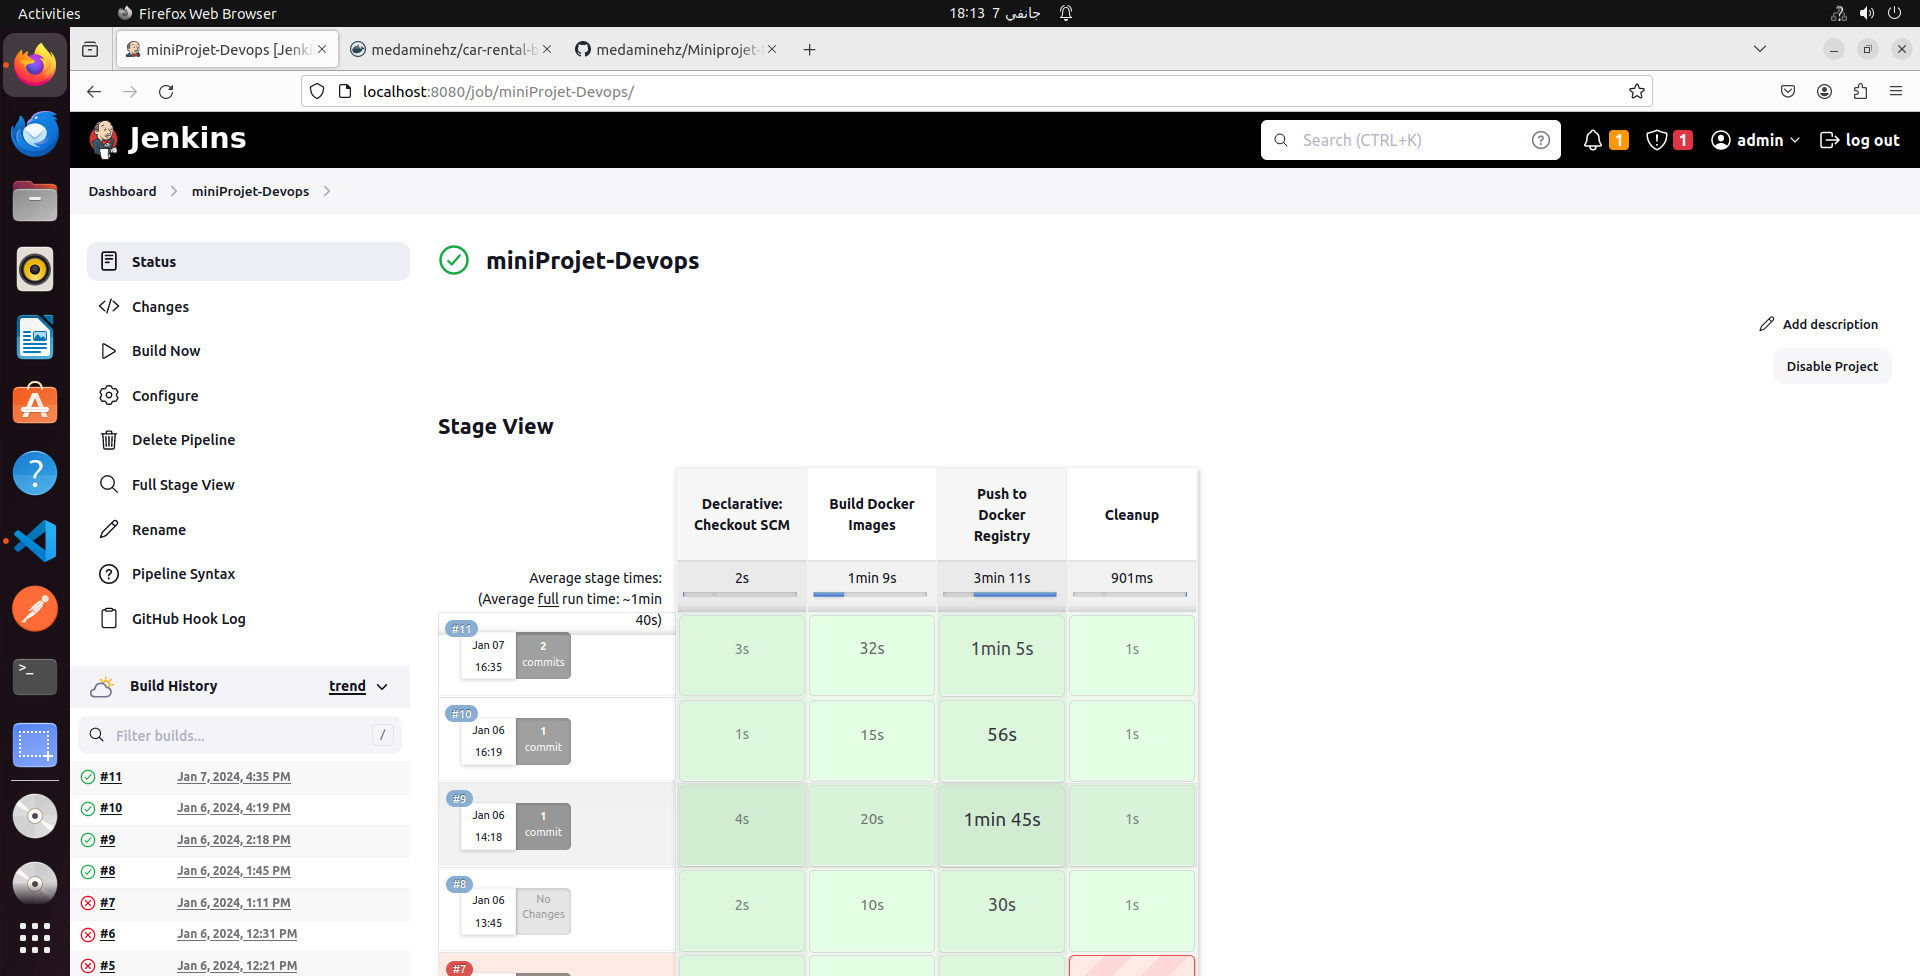 Activities
Firefox Web Browser
18:13 7 جانفي
miniProjet-Devops [Jenki
medaminehz/car-rental-b
medaminehz/Miniprojet-
localhost:8080/job/miniProjet-Devops/
Jenkins
Search (CTRL+K)
1
1
admin
log out
Dashboard
miniProjet-Devops
Status
Changes
Build Now
Configure
Delete Pipeline
Full Stage View
Rename
Pipeline Syntax
GitHub Hook Log
Build History
trend
Filter builds...
/
#11 Jan 7, 2024, 4:35 PM
#10 Jan 6, 2024, 4:19 PM
#9 Jan 6, 2024, 2:18 PM
#8 Jan 6, 2024, 1:45 PM
#7 Jan 6, 2024, 1:11 PM
#6 Jan 6, 2024, 12:31 PM
#5 Jan 6, 2024, 12:21 PM
miniProjet-Devops
Add description
Disable Project
Stage View
Declarative:
Checkout SCM
Build Docker
Images
Push to
Docker
Registry
Cleanup
Average stage times:
(Average full run time: ~1min
40s)
2s
1min 9s
3min 11s
901ms
#11
Jan 07
16:35
2
commits
3s
32s
1min 5s
1s
#10
Jan 06
16:19
1
commit
1s
15s
56s
1s
#9
Jan 06
14:18
1
commit
4s
20s
1min 45s
1s
#8
Jan 06
13:45
No
Changes
2s
10s
30s
1s
#7